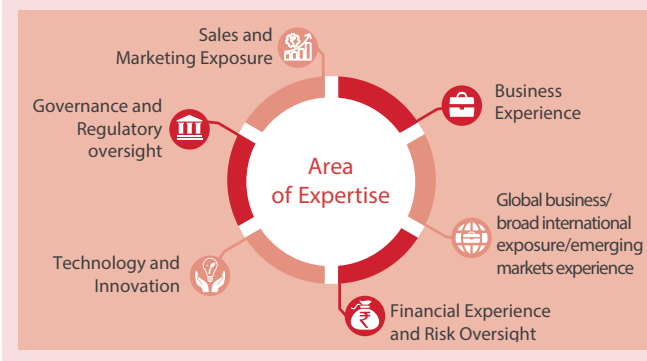 Sales and
Marketing Exposure
Governance and
Regulatory
oversight
Business
Experience
Area
of Expertise
Global business/
broad international
exposure/emerging
markets experience
Technology and
Innovation
Financial Experience
and Risk Oversight
₹